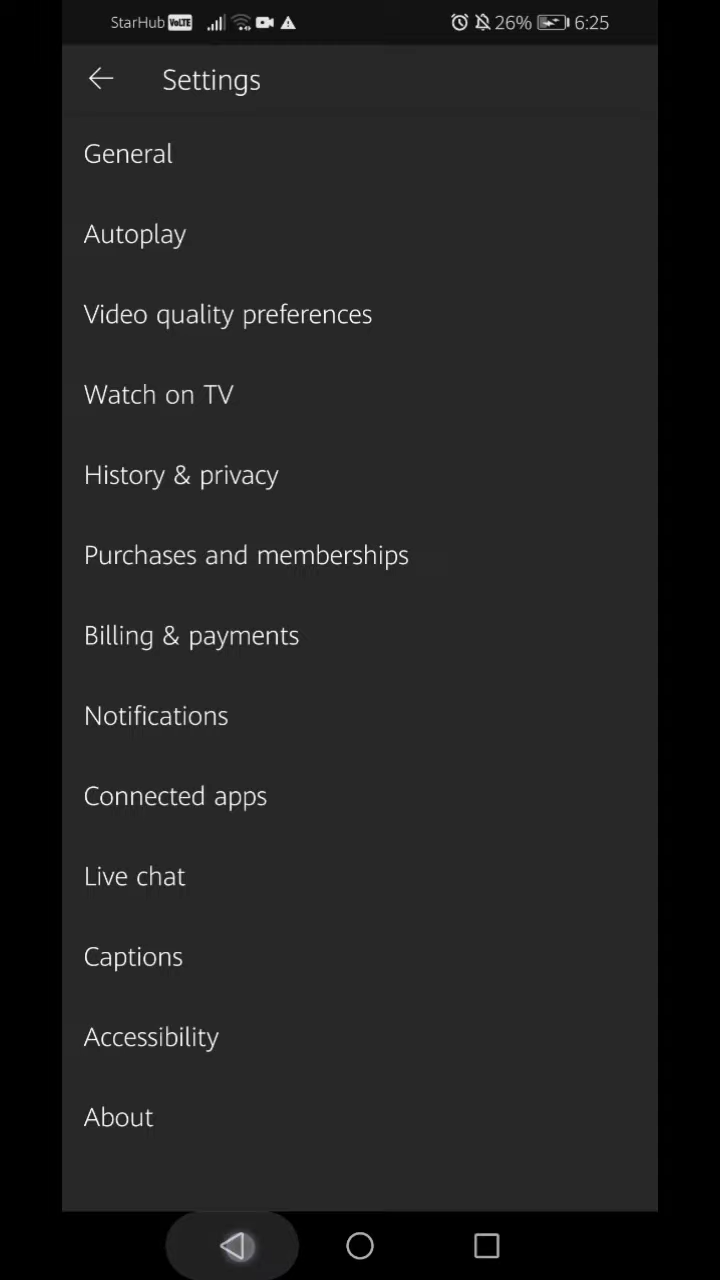 StarHub VoLTE 26% 6:25
Settings
General
Autoplay
Video quality preferences
Watch on TV
History & privacy
Purchases and memberships
Billing & payments
Notifications
Connected apps
Live chat
Captions
Accessibility
About